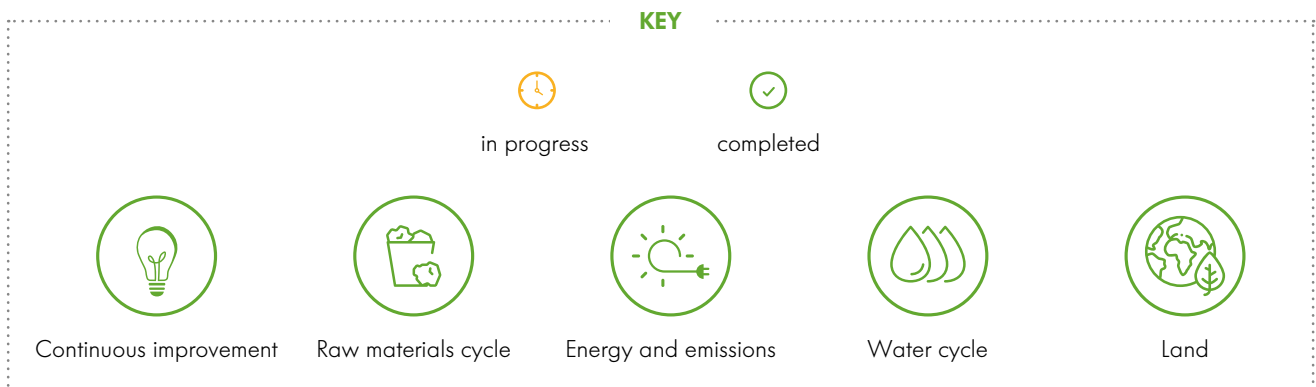 KEY
in progress
completed
Continuous improvement
Raw materials cycle
Energy and emissions
Water cycle
Land